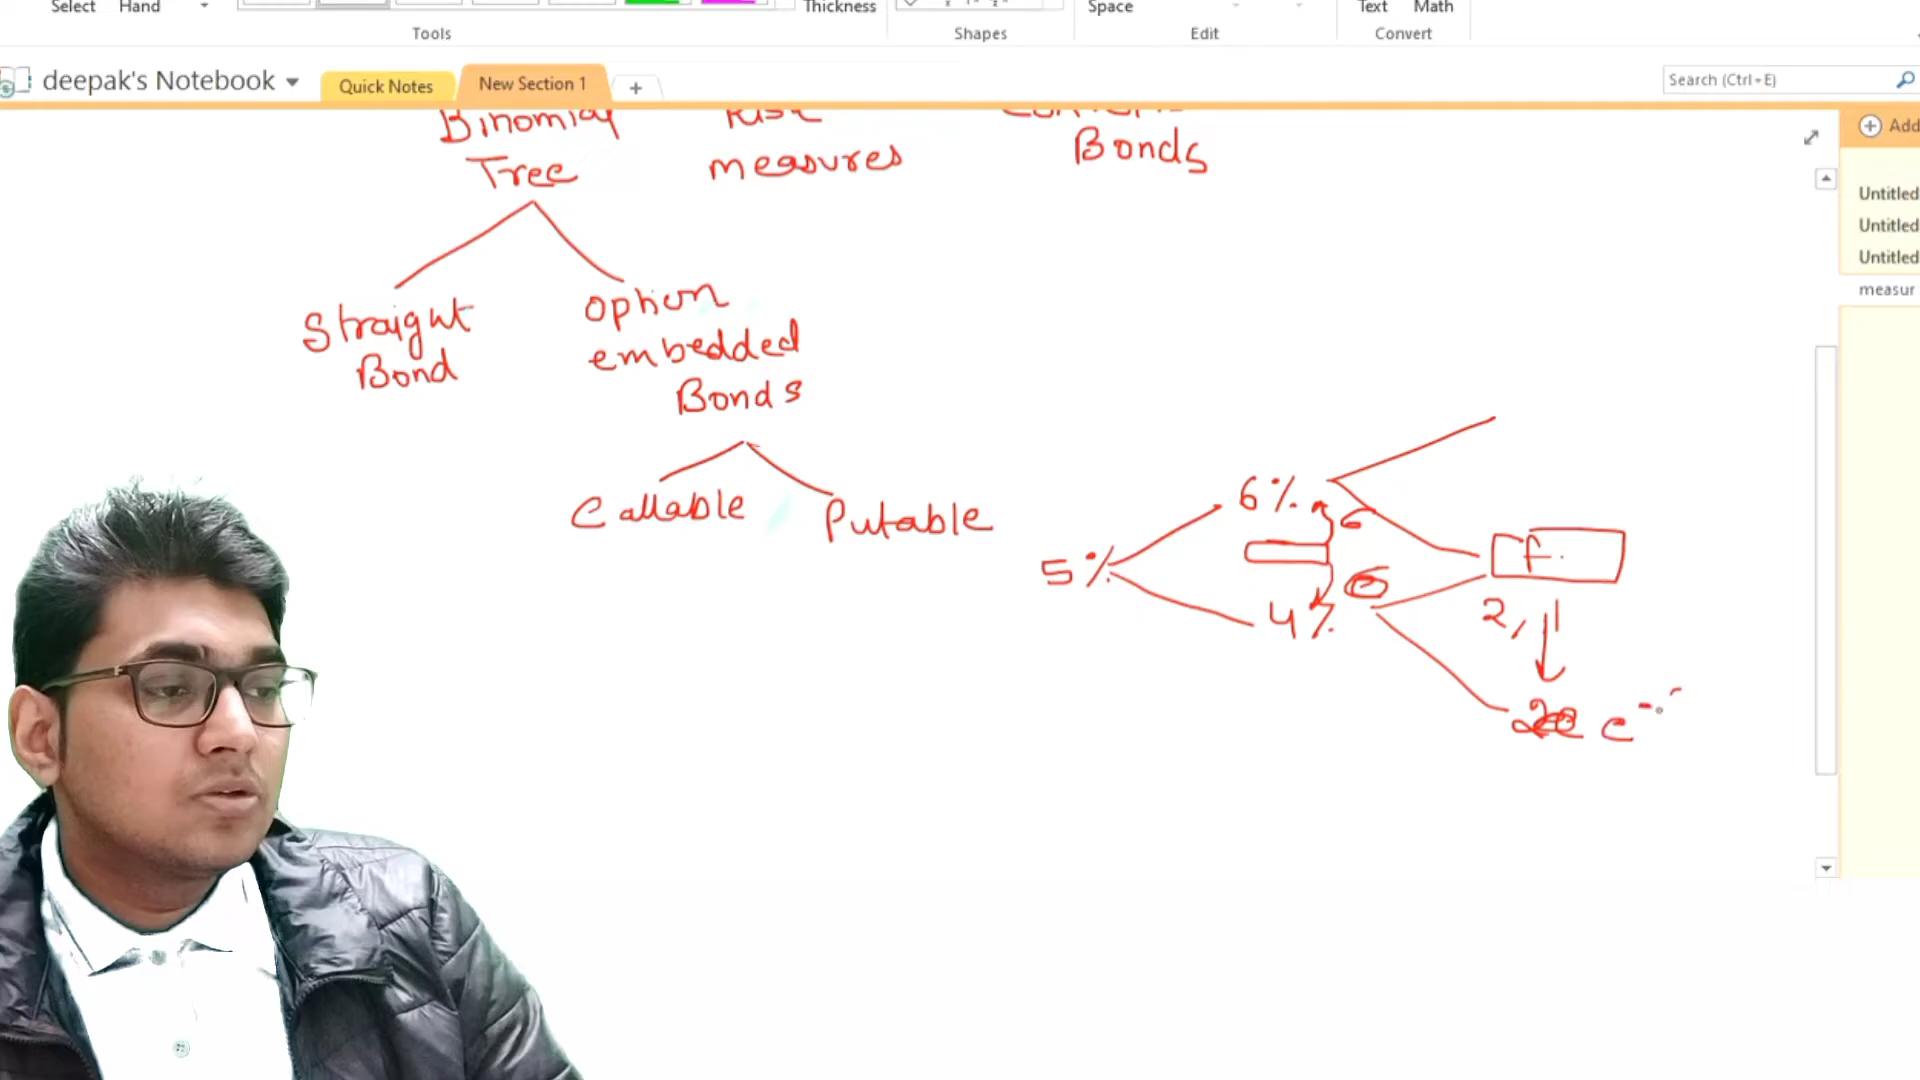 Select Hand
Thickness
Space
Text Math
Tools
Shapes
Edit
Convert
deepak's Notebook
Quick Notes
New Section 1
Search (Ctrl+E)
Add
Binomial
Tree
measures
Bonds
Untitled
Untitled
Untitled
measur
Straight
Bond
option
embedded
Bonds
Callable
Putable
5%
6%
4%
f.
2,
e